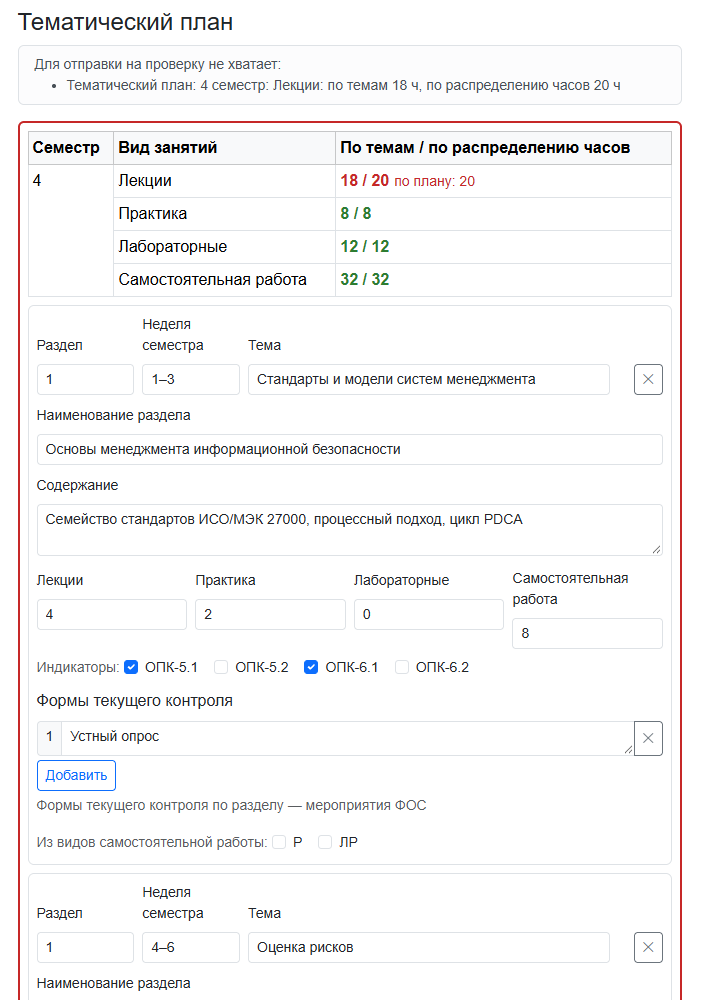 Тематический план
Для отправки на проверку не хватает:
• Тематический план: 4 семестр: Лекции: по темам 18 ч, по распределению часов 20 ч
Семестр Вид занятий По темам / по распределению часов
4 Лекции 18 / 20 по плану: 20
Практика 8 / 8
Лабораторные 12 / 12
Самостоятельная работа 32 / 32
Раздел Неделя семестра Тема
1 1–3 Стандарты и модели систем менеджмента
Наименование раздела
Основы менеджмента информационной безопасности
Содержание
Семейство стандартов ИСО/МЭК 27000, процессный подход, цикл PDCA
Лекции Практика Лабораторные Самостоятельная работа
4 2 0 8
Индикаторы: ОПК-5.1 ОПК-5.2 ОПК-6.1 ОПК-6.2
Формы текущего контроля
1 Устный опрос
Добавить
Формы текущего контроля по разделу — мероприятия ФОС
Из видов самостоятельной работы: Р ЛР
Раздел Неделя семестра Тема
1 4–6 Оценка рисков
Наименование раздела